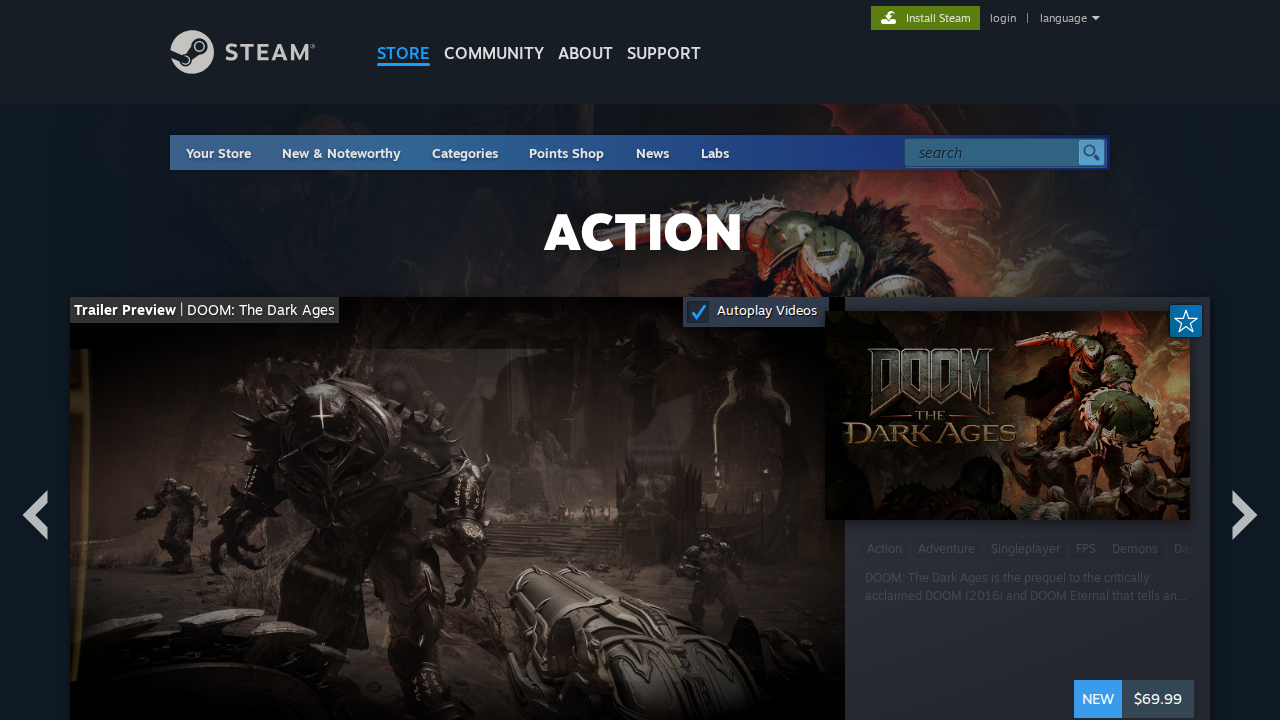 Install Steam login | language
STEAM®
STORE COMMUNITY ABOUT SUPPORT
Your Store New & Noteworthy Categories Points Shop News Labs search
ACTION
Trailer Preview | DOOM: The Dark Ages
Autoplay Videos
DOOM
THE
DARK AGES
Action Adventure Singleplayer FPS Demons
DOOM: The Dark Ages is the prequel to the critically
acclaimed DOOM (2016) and DOOM Eternal that tells an...
NEW $69.99